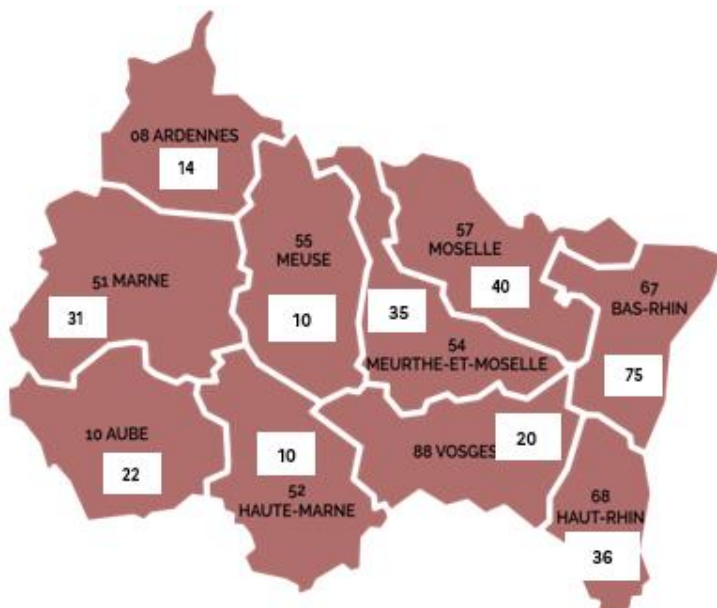 08 ARDENNES
14
55
MEUSE
10
57
MOSELLE
40
51 MARNE
31
35
54
MEURTHE-ET-MOSELLE
67
BAS-RHIN
75
10 AUBE
22
10
52
HAUTE-MARNE
20
88 VOSGES
68
HAUT-RHIN
36